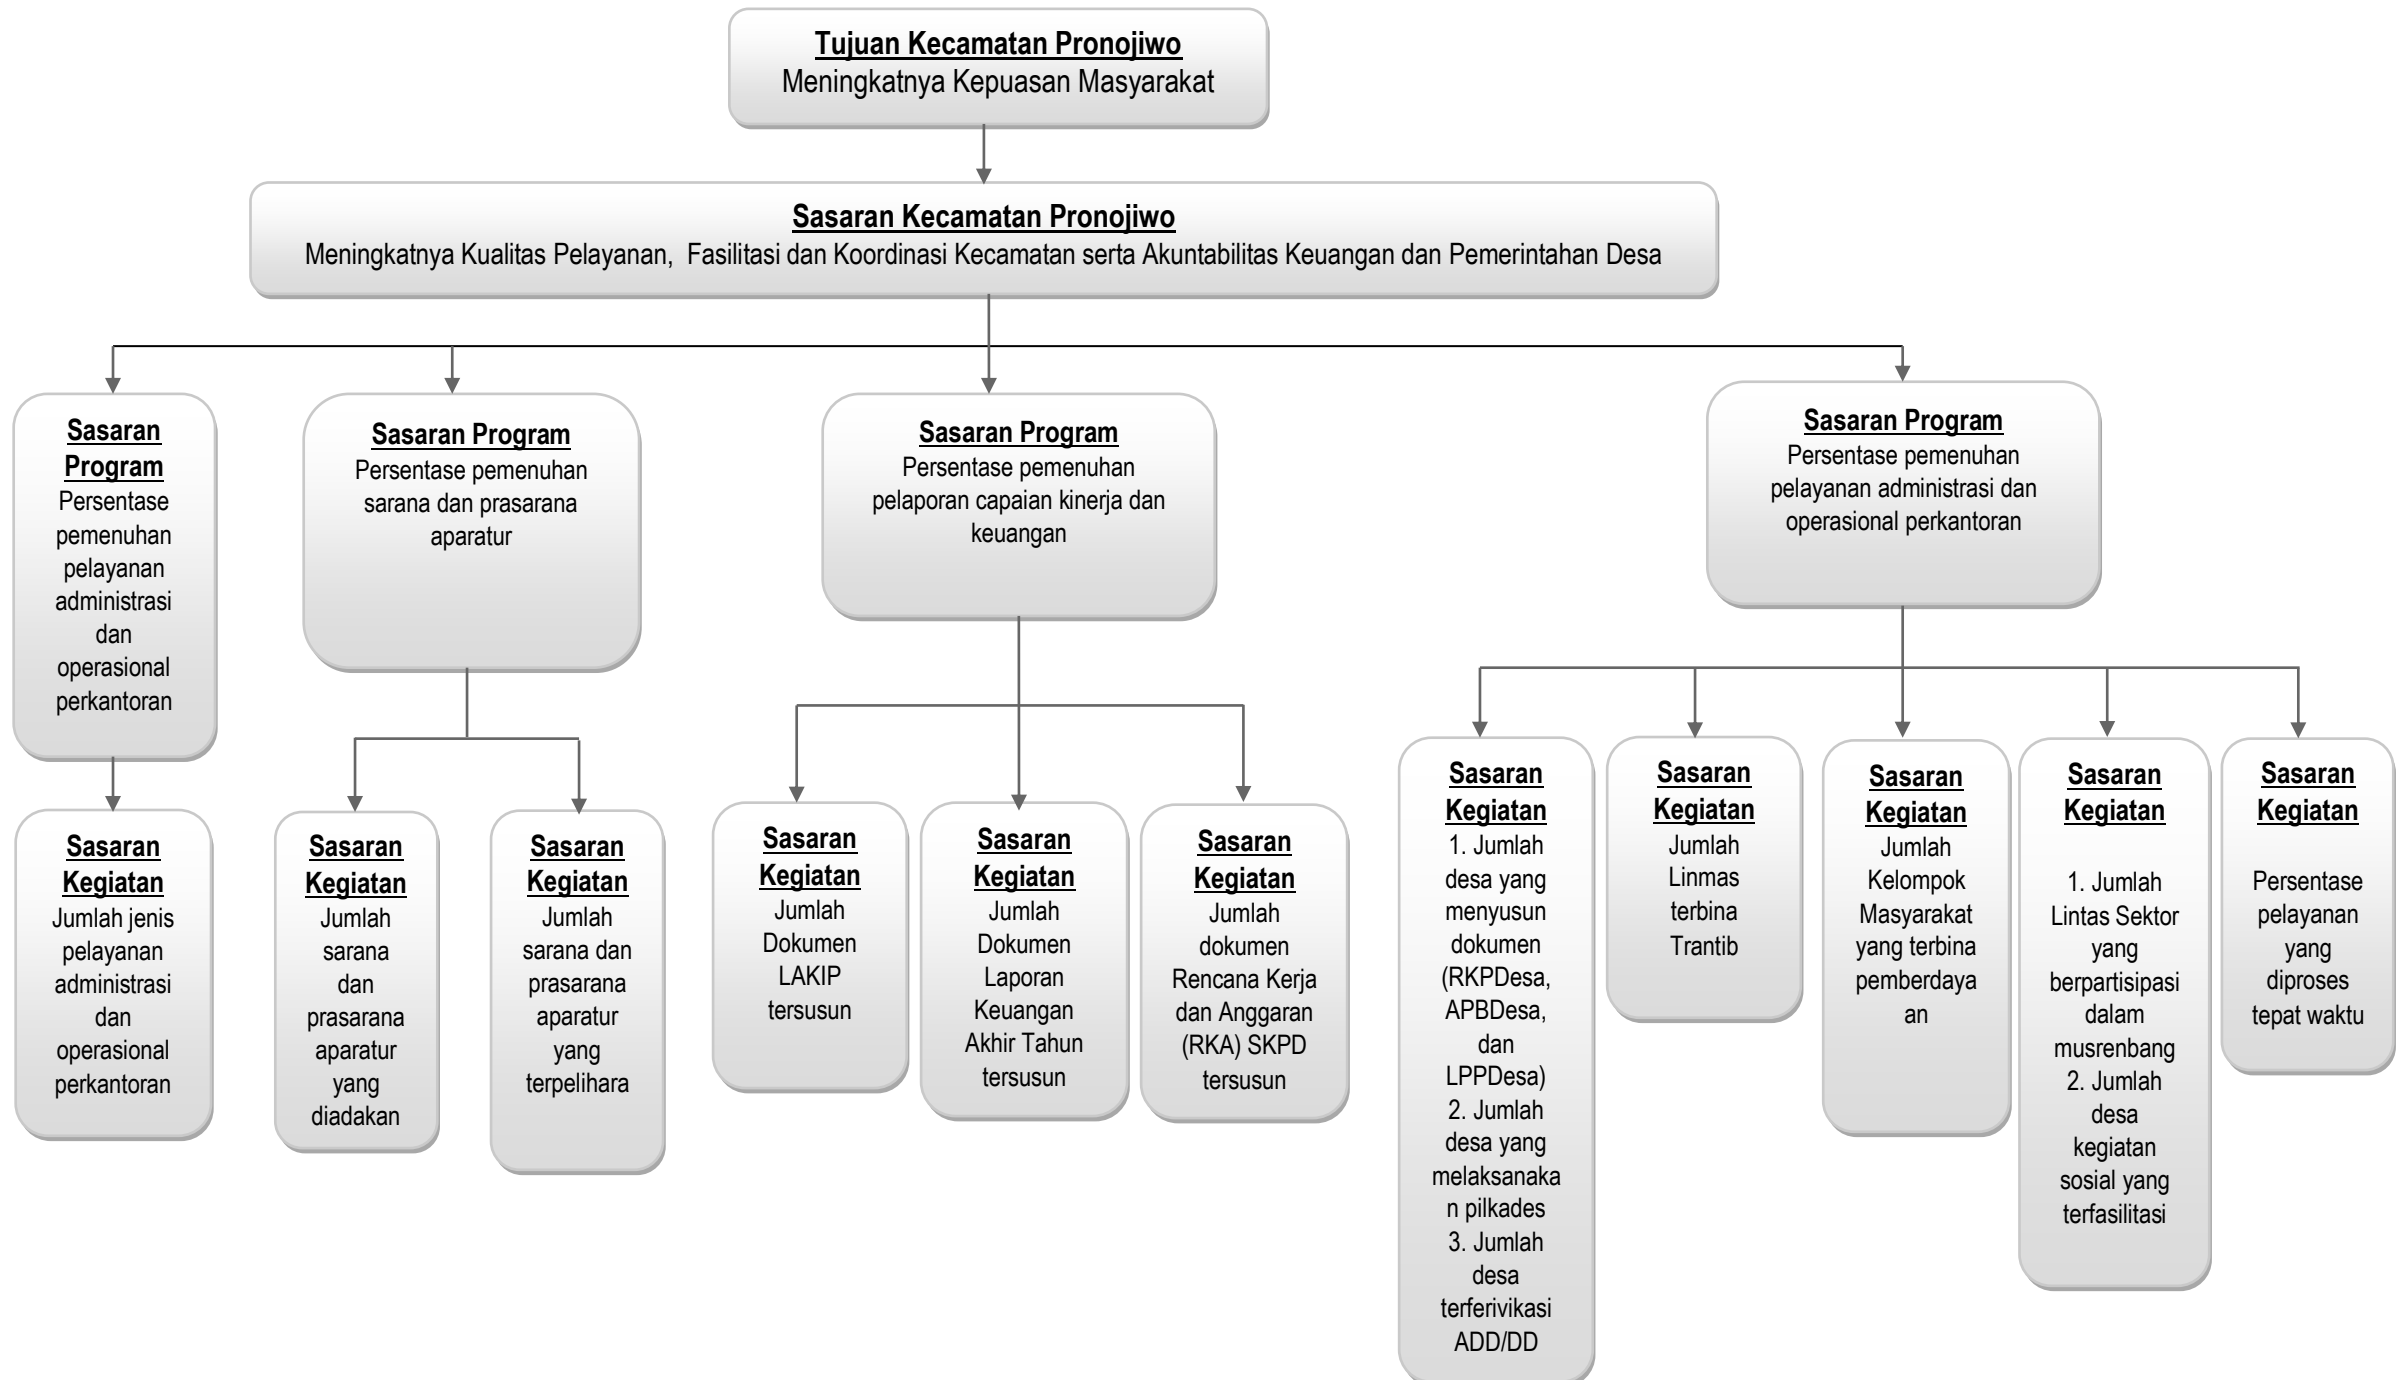 Tujuan Kecamatan Pronojiwo
Meningkatnya Kepuasan Masyarakat
Sasaran Kecamatan Pronojiwo
Meningkatnya Kualitas Pelayanan,  Fasilitasi dan Koordinasi Kecamatan serta Akuntabilitas Keuangan dan Pemerintahan Desa
Sasaran
Program
Persentase
pemenuhan
pelayanan
administrasi
dan
operasional
perkantoran
Sasaran Program
Persentase pemenuhan
sarana dan prasarana
aparatur
Sasaran Program
Persentase pemenuhan
pelaporan capaian kinerja dan
keuangan
Sasaran Program
Persentase pemenuhan
pelayanan administrasi dan
operasional perkantoran
Sasaran
Kegiatan
Jumlah jenis
pelayanan
administrasi
dan
operasional
perkantoran
Sasaran
Kegiatan
Jumlah
sarana
dan
prasarana
aparatur
yang
diadakan
Sasaran
Kegiatan
Jumlah
sarana dan
prasarana
aparatur
yang
terpelihara
Sasaran
Kegiatan
Jumlah
Dokumen
LAKIP
tersusun
Sasaran
Kegiatan
Jumlah
Dokumen
Laporan
Keuangan
Akhir Tahun
tersusun
Sasaran
Kegiatan
Jumlah
dokumen
Rencana Kerja
dan Anggaran
(RKA) SKPD
tersusun
Sasaran
Kegiatan
1. Jumlah
desa yang
menyusun
dokumen
(RKPDesa,
APBDesa,
dan
LPPDesa)
2. Jumlah
desa yang
melaksanaka
n pilkades
3. Jumlah
desa
terferivikasi
ADD/DD
Sasaran
Kegiatan
Jumlah
Linmas
terbina
Trantib
Sasaran
Kegiatan
Jumlah
Kelompok
Masyarakat
yang terbina
pemberdaya
an
Sasaran
Kegiatan
1. Jumlah
Lintas Sektor
yang
berpartisipasi
dalam
musrenbang
2. Jumlah
desa
kegiatan
sosial yang
terfasilitasi
Sasaran
Kegiatan
Persentase
pelayanan
yang
diproses
tepat waktu